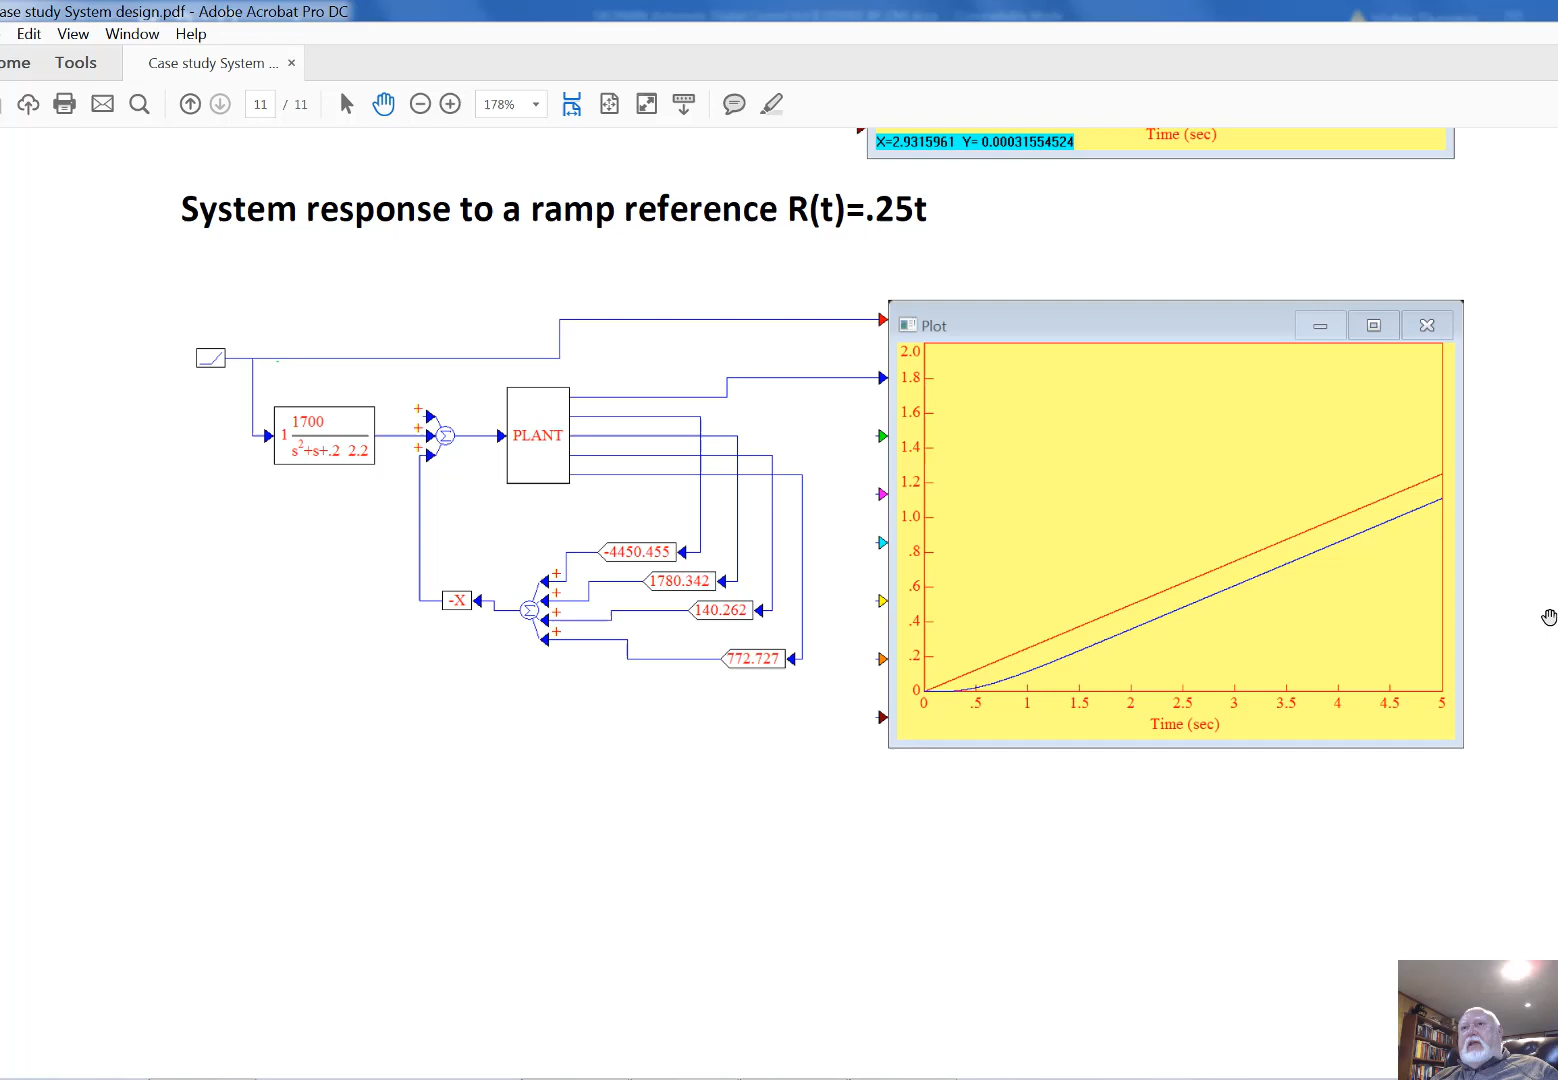 ase study System design.pdf - Adobe Acrobat Pro DC
Edit View Window Help
ome Tools Case study System ... ×
11 / 11 178%
Time (sec)
X=2.9315961 Y= 0.00031554524
System response to a ramp reference R(t)=.25t
Plot
1700
1
s²+s+.2 2.2
+
+
+
Σ
PLANT
-4450.455
1780.342
140.262
772.727
+
+
+
+
Σ
-X
2.0
1.8
1.6
1.4
1.2
1.0
.8
.6
.4
.2
0
0 .5 1 1.5 2 2.5 3 3.5 4 4.5 5
Time (sec)